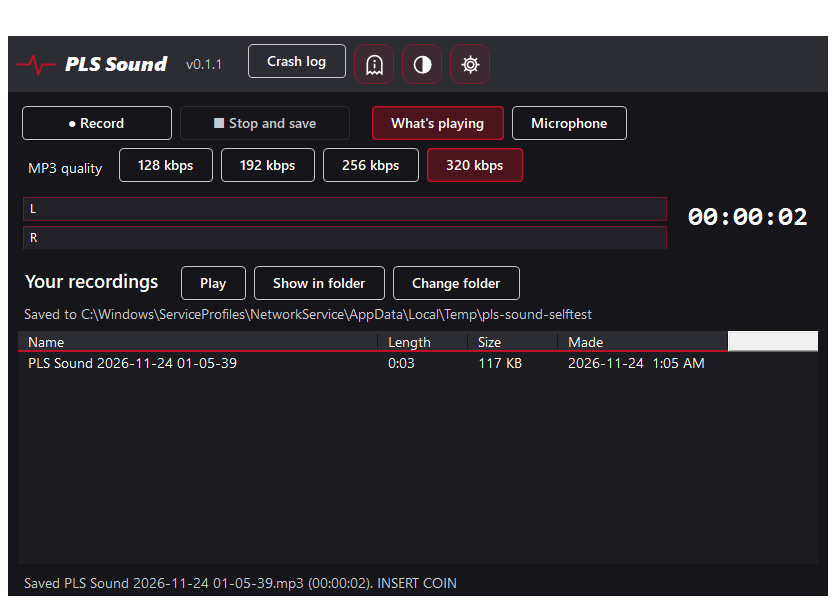 PLS Sound v0.1.1 Crash log
● Record ■ Stop and save What's playing Microphone
MP3 quality 128 kbps 192 kbps 256 kbps 320 kbps
L
R
00:00:02
Your recordings Play Show in folder Change folder
Saved to C:\Windows\ServiceProfiles\NetworkService\AppData\Local\Temp\pls-sound-selftest
Name Length Size Made
PLS Sound 2026-11-24 01-05-39 0:03 117 KB 2026-11-24 1:05 AM
Saved PLS Sound 2026-11-24 01-05-39.mp3 (00:00:02). INSERT COIN